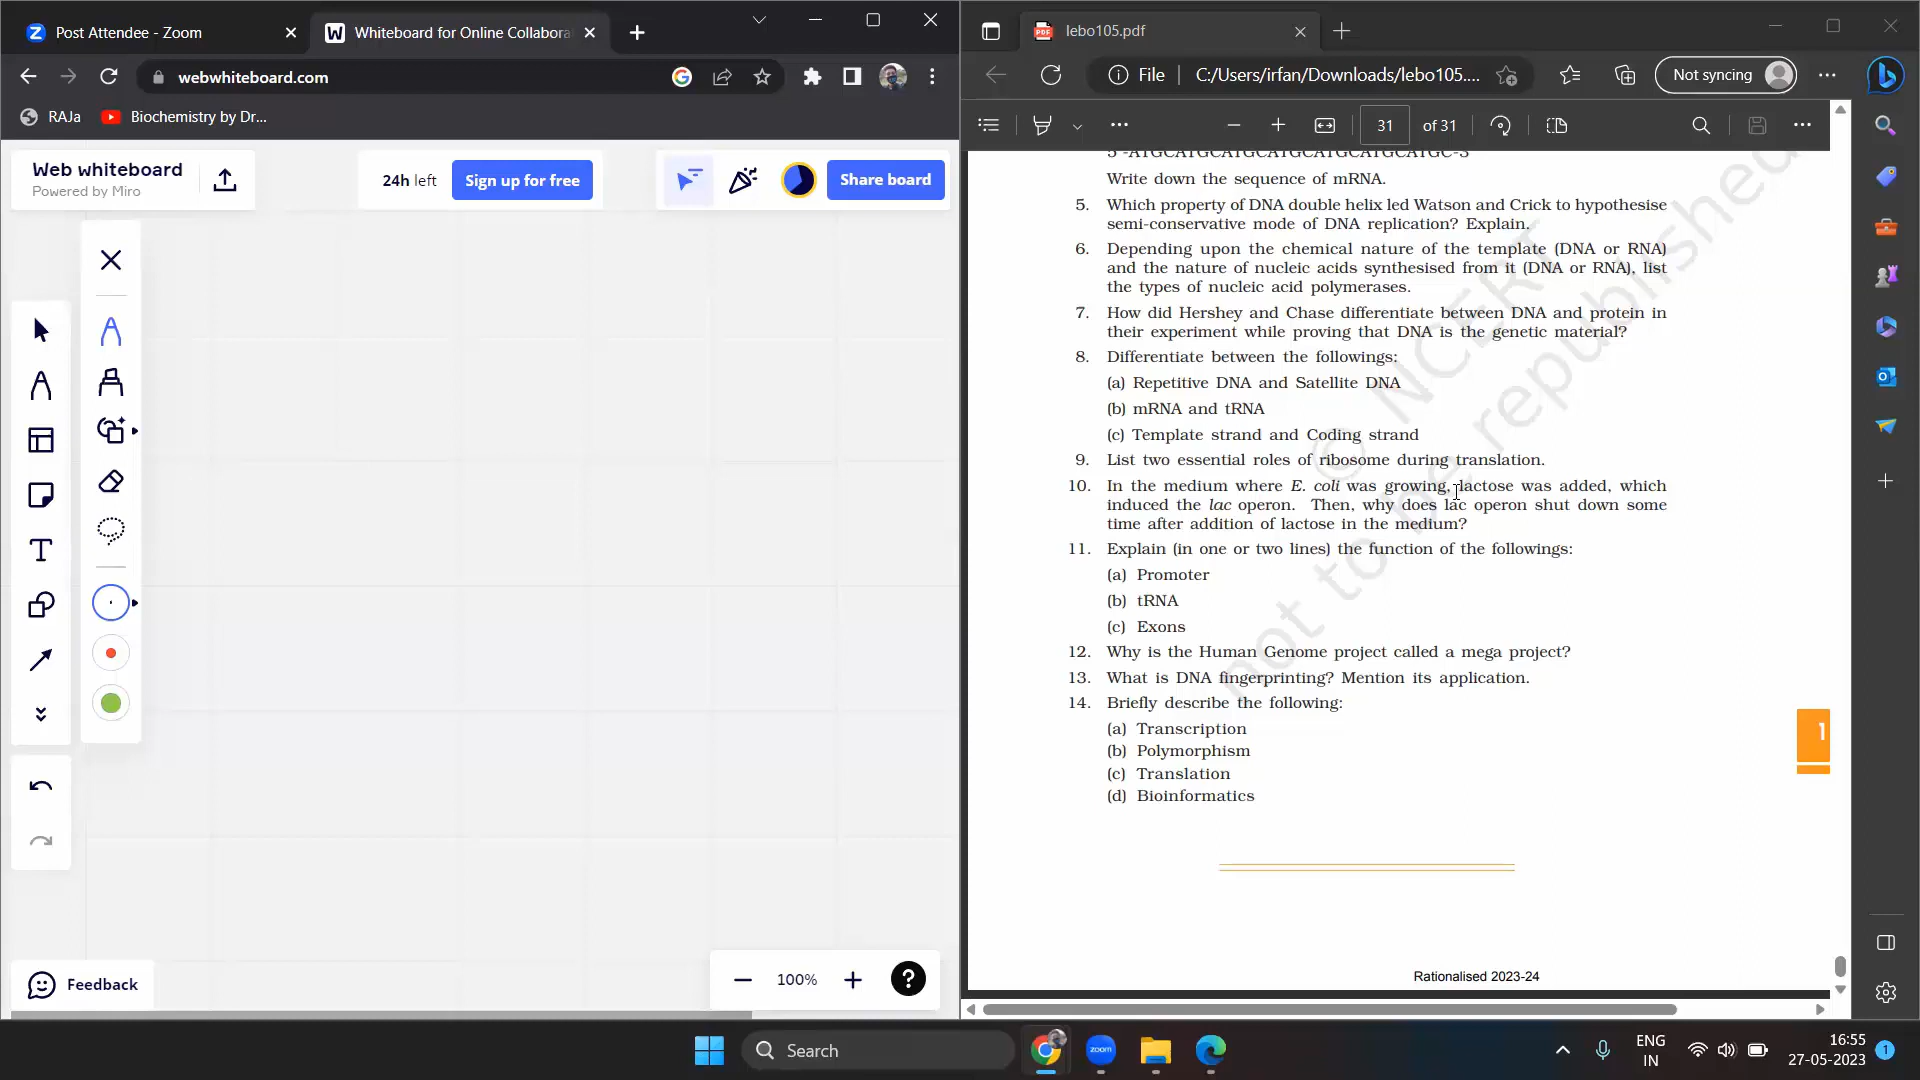 Post Attendee - Zoom
Whiteboard for Online Collabora
webwhiteboard.com
RAJa
Biochemistry by Dr...
Web whiteboard
Powered by Miro
24h left
Sign up for free
Share board
100%
Feedback
lebo105.pdf
File
C:/Users/irfan/Downloads/lebo105....
Not syncing
31
of 31
5'-ATGCATGCATGCATGCATGCATGCATGC-3'
Write down the sequence of mRNA.
5. Which property of DNA double helix led Watson and Crick to hypothesise
semi-conservative mode of DNA replication? Explain.
6. Depending upon the chemical nature of the template (DNA or RNA)
and the nature of nucleic acids synthesised from it (DNA or RNA), list
the types of nucleic acid polymerases.
7. How did Hershey and Chase differentiate between DNA and protein in
their experiment while proving that DNA is the genetic material?
8. Differentiate between the followings:
(a) Repetitive DNA and Satellite DNA
(b) mRNA and tRNA
(c) Template strand and Coding strand
9. List two essential roles of ribosome during translation.
10. In the medium where E. coli was growing, lactose was added, which
induced the lac operon. Then, why does lac operon shut down some
time after addition of lactose in the medium?
11. Explain (in one or two lines) the function of the followings:
(a) Promoter
(b) tRNA
(c) Exons
12. Why is the Human Genome project called a mega project?
13. What is DNA fingerprinting? Mention its application.
14. Briefly describe the following:
(a) Transcription
(b) Polymorphism
(c) Translation
(d) Bioinformatics
© NCERT
not to be republished
1
Rationalised 2023-24
Search
zoom
ENG
IN
16:55
27-05-2023
1